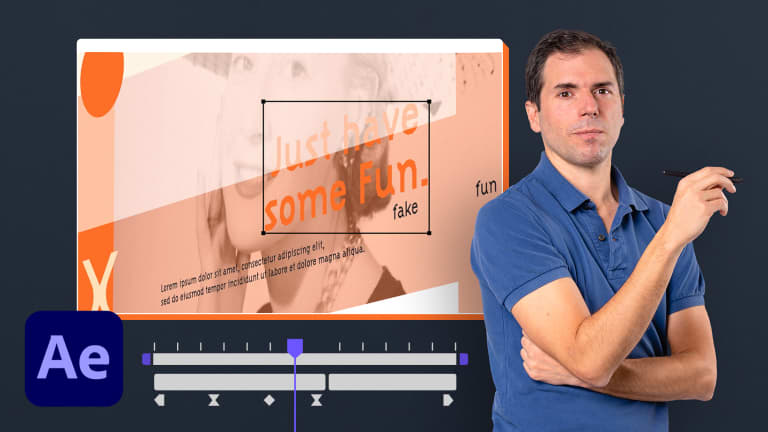 Just have
some Fun.
fake
fun
Lorem ipsum dolor sit amet, consectetur adipiscing elit,
sed do eiusmod tempor incididunt ut labore et dolore magna aliqua.
Ae